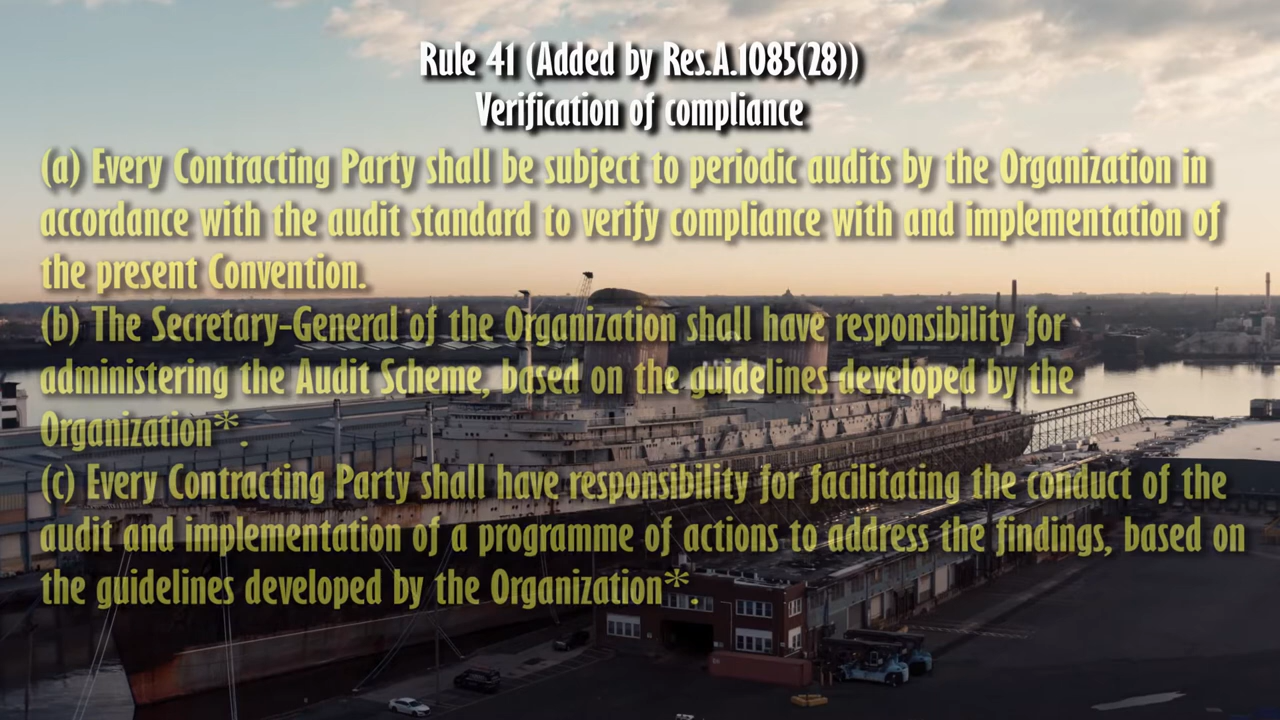 Rule 41 (Added by Res.A.1085(28))
Verification of compliance
(a) Every Contracting Party shall be subject to periodic audits by the Organization in
accordance with the audit standard to verify compliance with and implementation of
the present Convention.
(b) The Secretary-General of the Organization shall have responsibility for
administering the Audit Scheme, based on the guidelines developed by the
Organization*.
(c) Every Contracting Party shall have responsibility for facilitating the conduct of the
audit and implementation of a programme of actions to address the findings, based on
the guidelines developed by the Organization*.